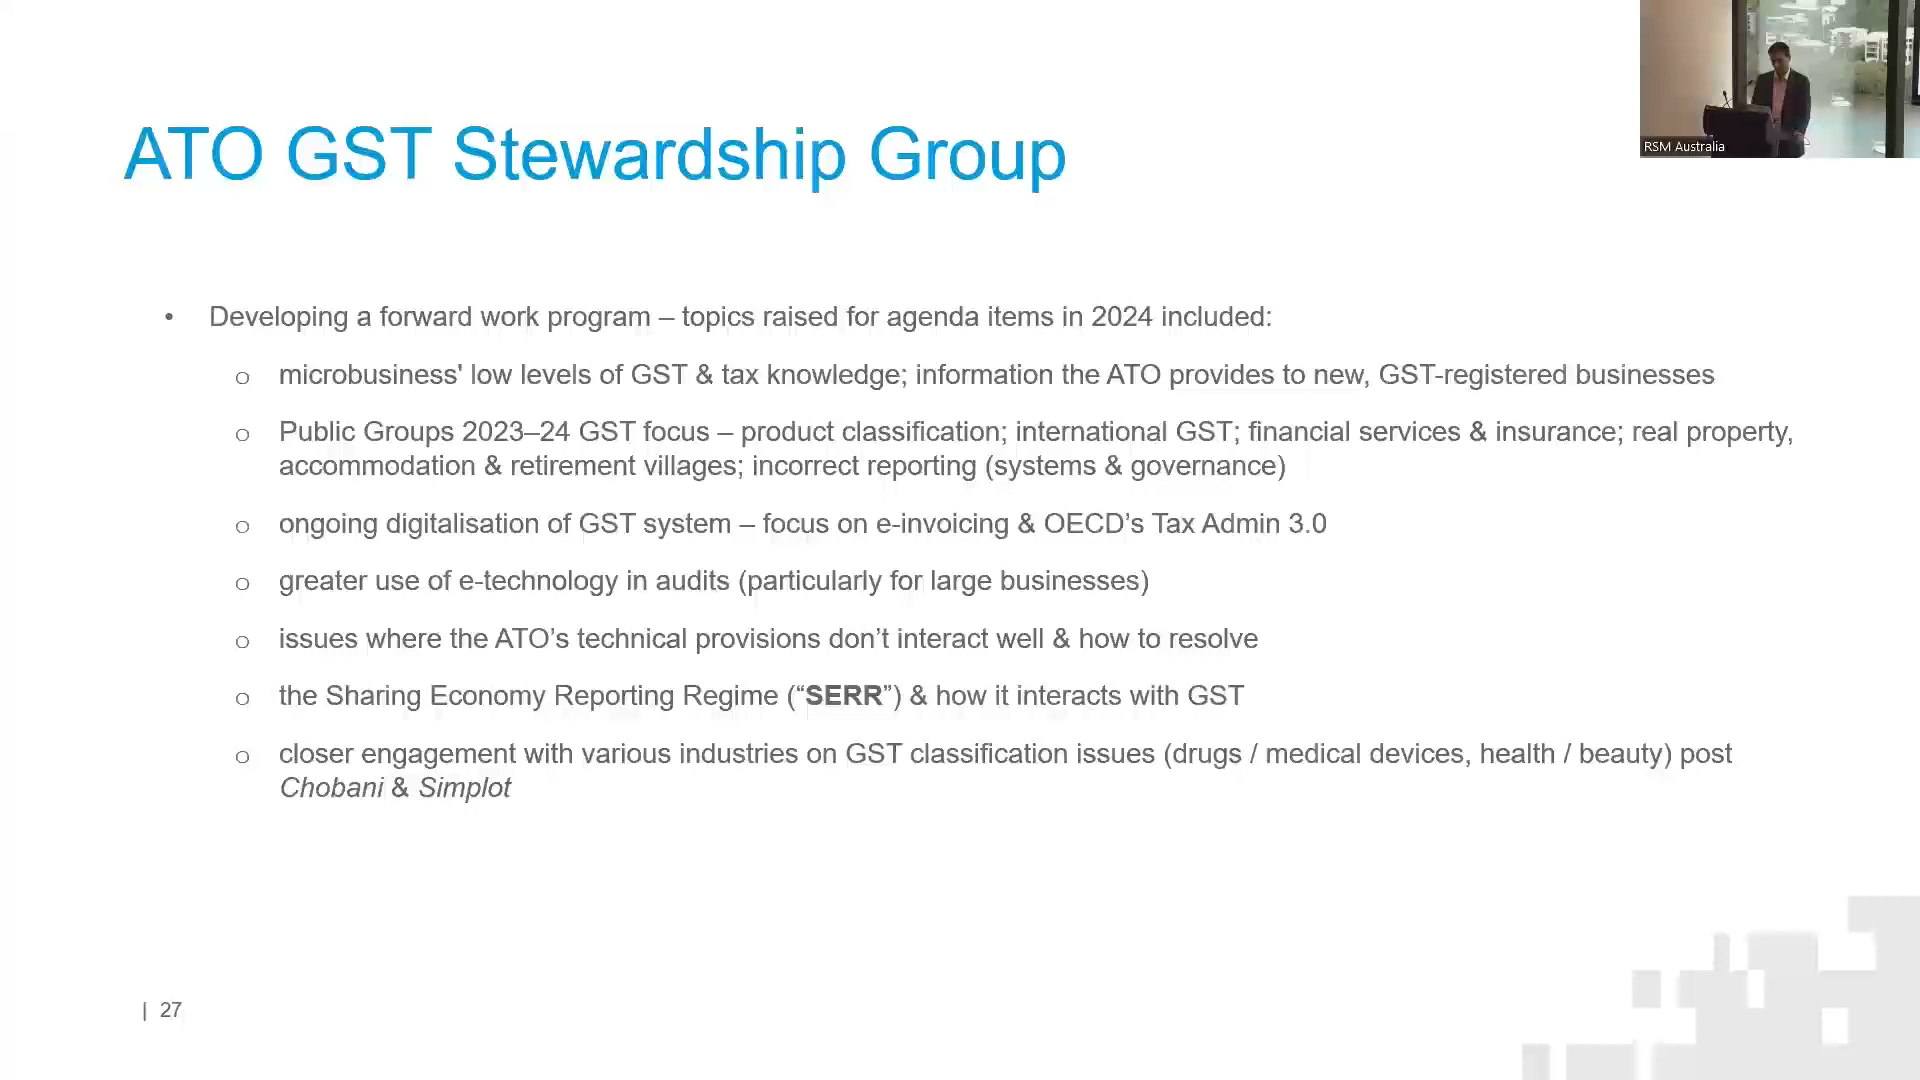 RSM Australia
ATO GST Stewardship Group
• Developing a forward work program – topics raised for agenda items in 2024 included:
o microbusiness' low levels of GST & tax knowledge; information the ATO provides to new, GST-registered businesses
o Public Groups 2023–24 GST focus – product classification; international GST; financial services & insurance; real property,
accommodation & retirement villages; incorrect reporting (systems & governance)
o ongoing digitalisation of GST system – focus on e-invoicing & OECD’s Tax Admin 3.0
o greater use of e-technology in audits (particularly for large businesses)
o issues where the ATO’s technical provisions don’t interact well & how to resolve
o the Sharing Economy Reporting Regime (“SERR”) & how it interacts with GST
o closer engagement with various industries on GST classification issues (drugs / medical devices, health / beauty) post
Chobani & Simplot
| 27